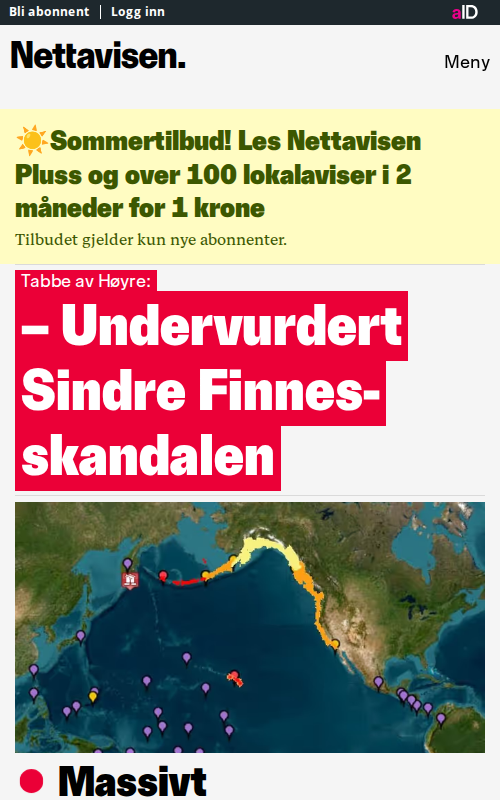 Bli abonnent
Logg inn
aID
Nettavisen.
Meny
Sommertilbud! Les Nettavisen
Pluss og over 100 lokalaviser i 2
måneder for 1 krone
Tilbudet gjelder kun nye abonnenter.
Tabbe av Høyre:
– Undervurdert
Sindre Finnes-
skandalen
Massivt